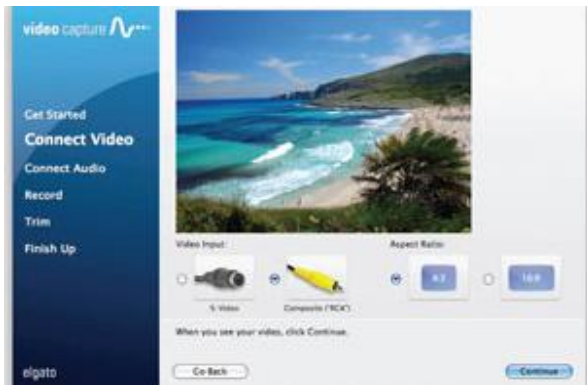 video capture
Get Started
Connect Video
Connect Audio
Record
Trim
Finish Up
elgato
Video Input:
Aspect Ratio:
S-Video
Composite ("RCA")
4:3
16:9
When you see your video, click Continue.
Go Back
Continue